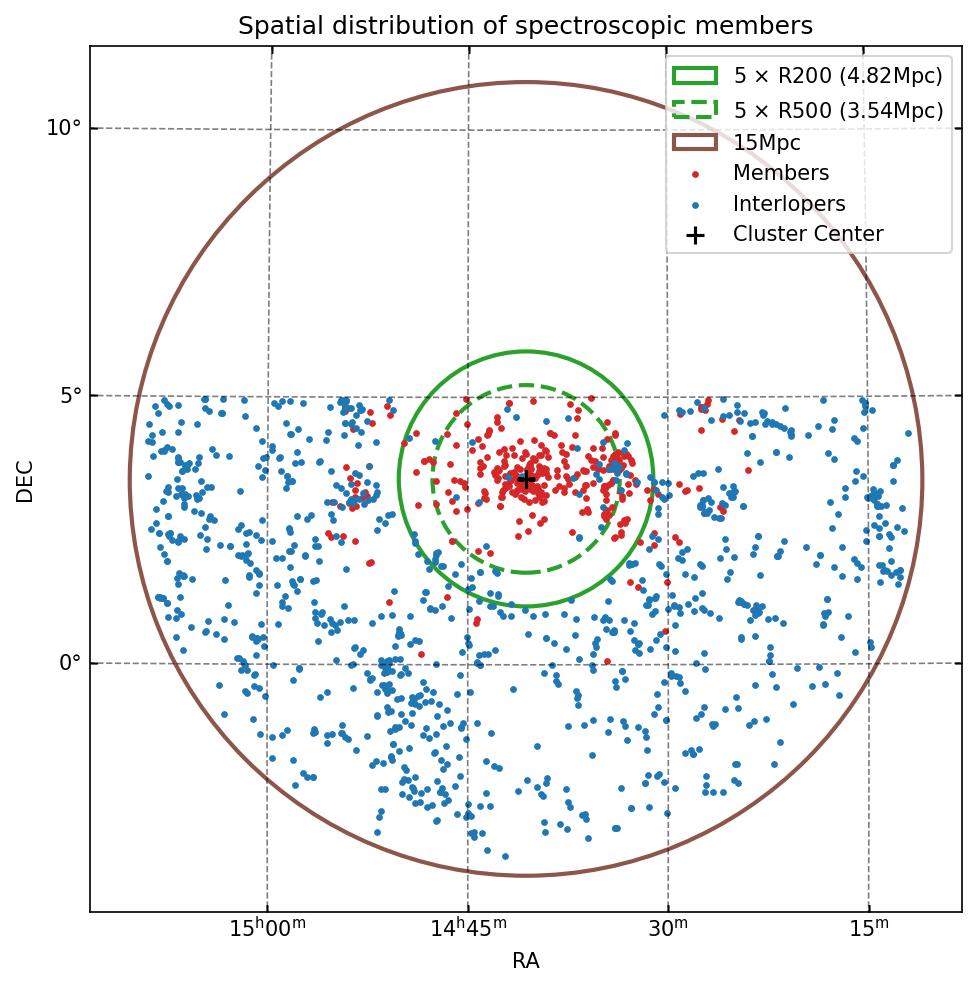 Spatial distribution of spectroscopic members
5 × R200 (4.82Mpc)
5 × R500 (3.54Mpc)
15Mpc
Members
Interlopers
Cluster Center
10°
5°
0°
DEC
15ʰ00ᵐ 14ʰ45ᵐ 30ᵐ 15ᵐ
RA